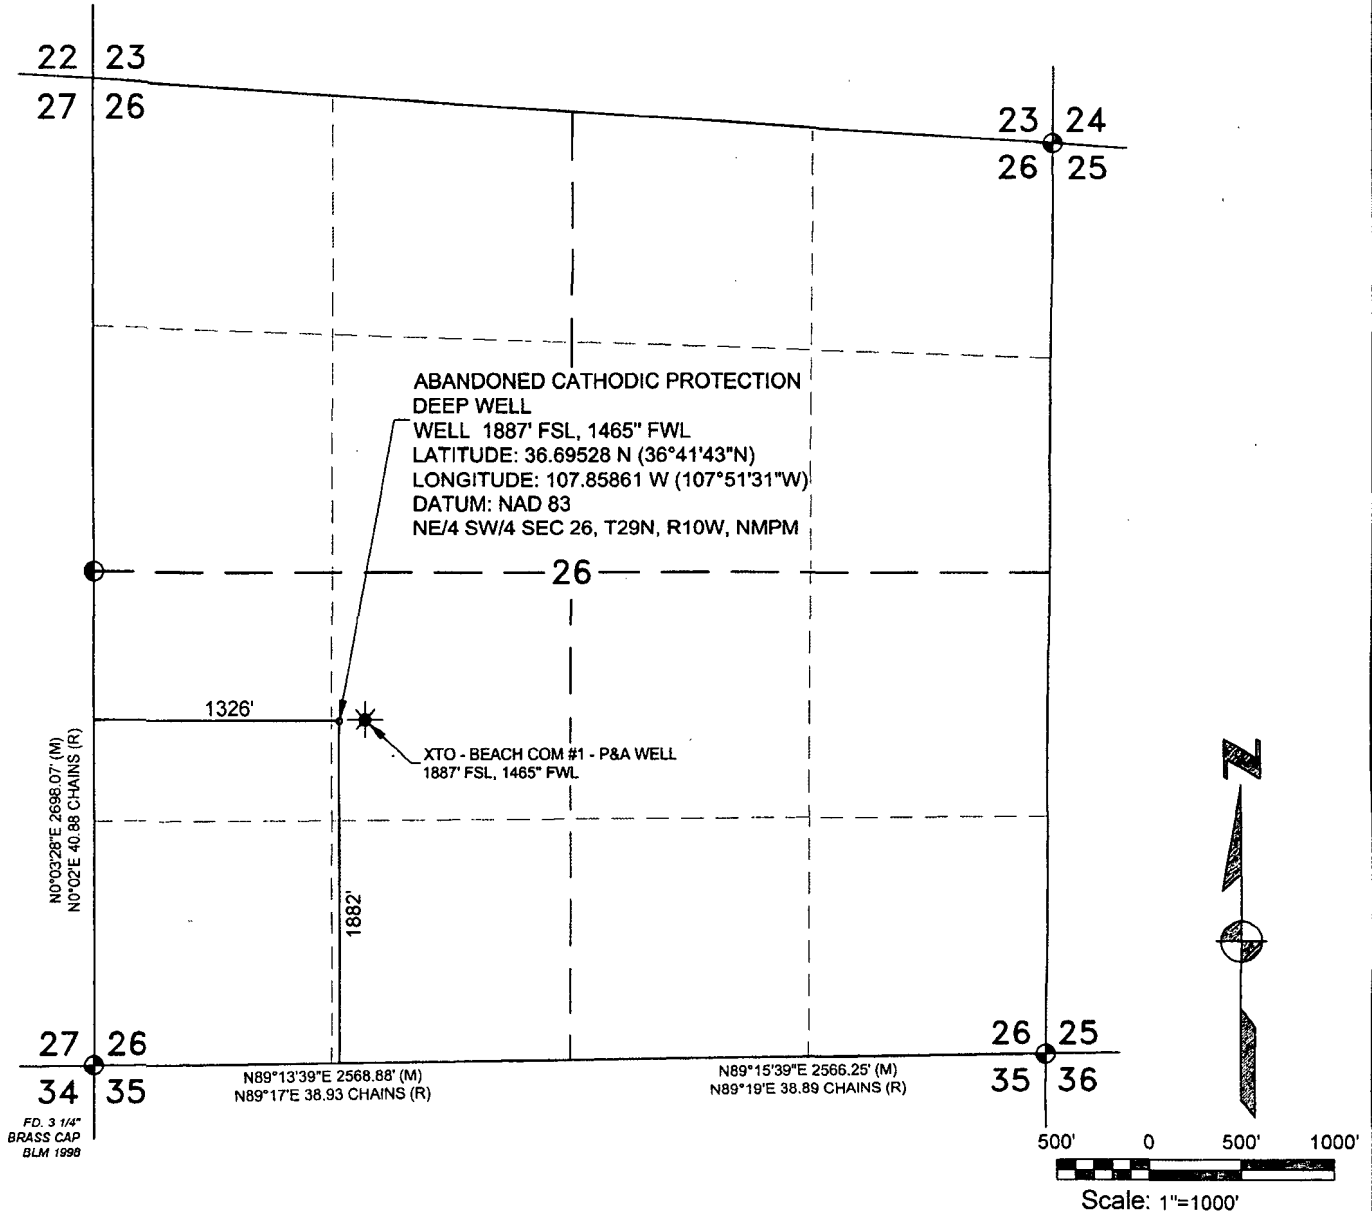 22 23
27 26
23 24
26 25
ABANDONED CATHODIC PROTECTION
DEEP WELL
WELL 1887' FSL, 1465" FWL
LATITUDE: 36.69528 N (36°41'43"N)
LONGITUDE: 107.85861 W (107°51'31"W)
DATUM: NAD 83
NE/4 SW/4 SEC 26, T29N, R10W, NMPM
26
1326'
XTO - BEACH COM #1 - P&A WELL
1887' FSL, 1465" FWL
N0°03'28"E 2698.07' (M)
N0°02'E 40.88 CHAINS (R)
1882'
N
27 26
34 35
FD. 3 1/4"
BRASS CAP
BLM 1998
N89°13'39"E 2568.88' (M)
N89°17'E 38.93 CHAINS (R)
N89°15'39"E 2566.25' (M)
N89°19'E 38.89 CHAINS (R)
26 25
35 36
500' 0 500' 1000'
Scale: 1"=1000'